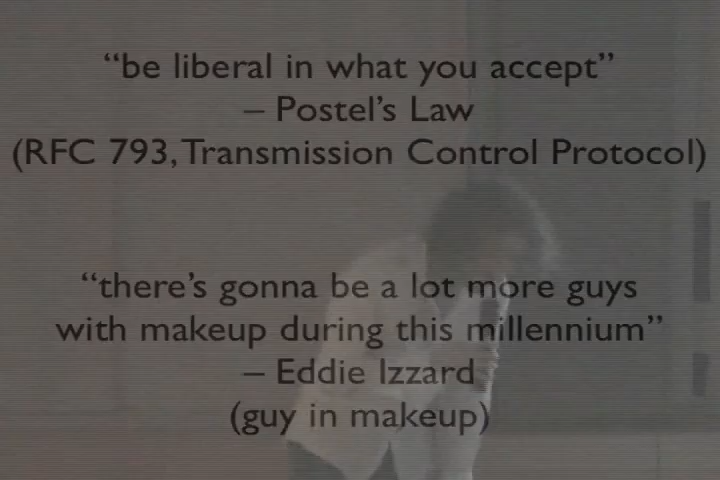 “be liberal in what you accept”
– Postel’s Law
(RFC 793, Transmission Control Protocol)
“there’s gonna be a lot more guys
with makeup during this millennium”
– Eddie Izzard
(guy in makeup)